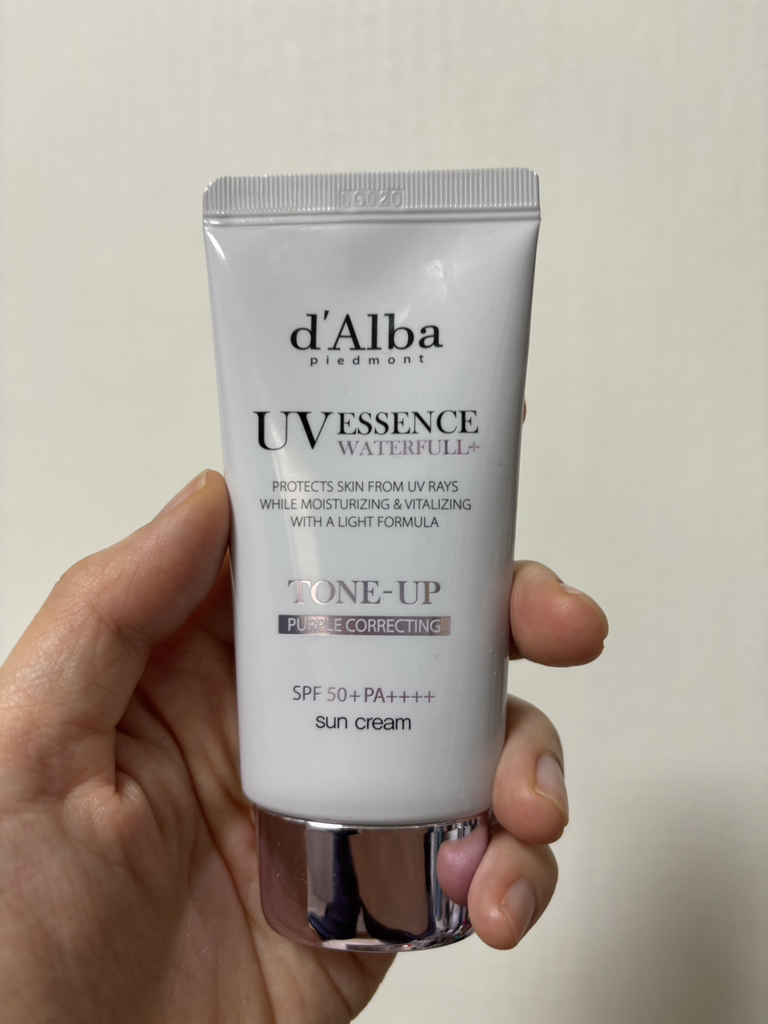 d'Alba
piedmont
UV ESSENCE
WATERFULL+
PROTECTS SKIN FROM UV RAYS
WHILE MOISTURIZING & VITALIZING
WITH A LIGHT FORMULA
TONE-UP
PURPLE CORRECTING
SPF 50+PA++++
sun cream